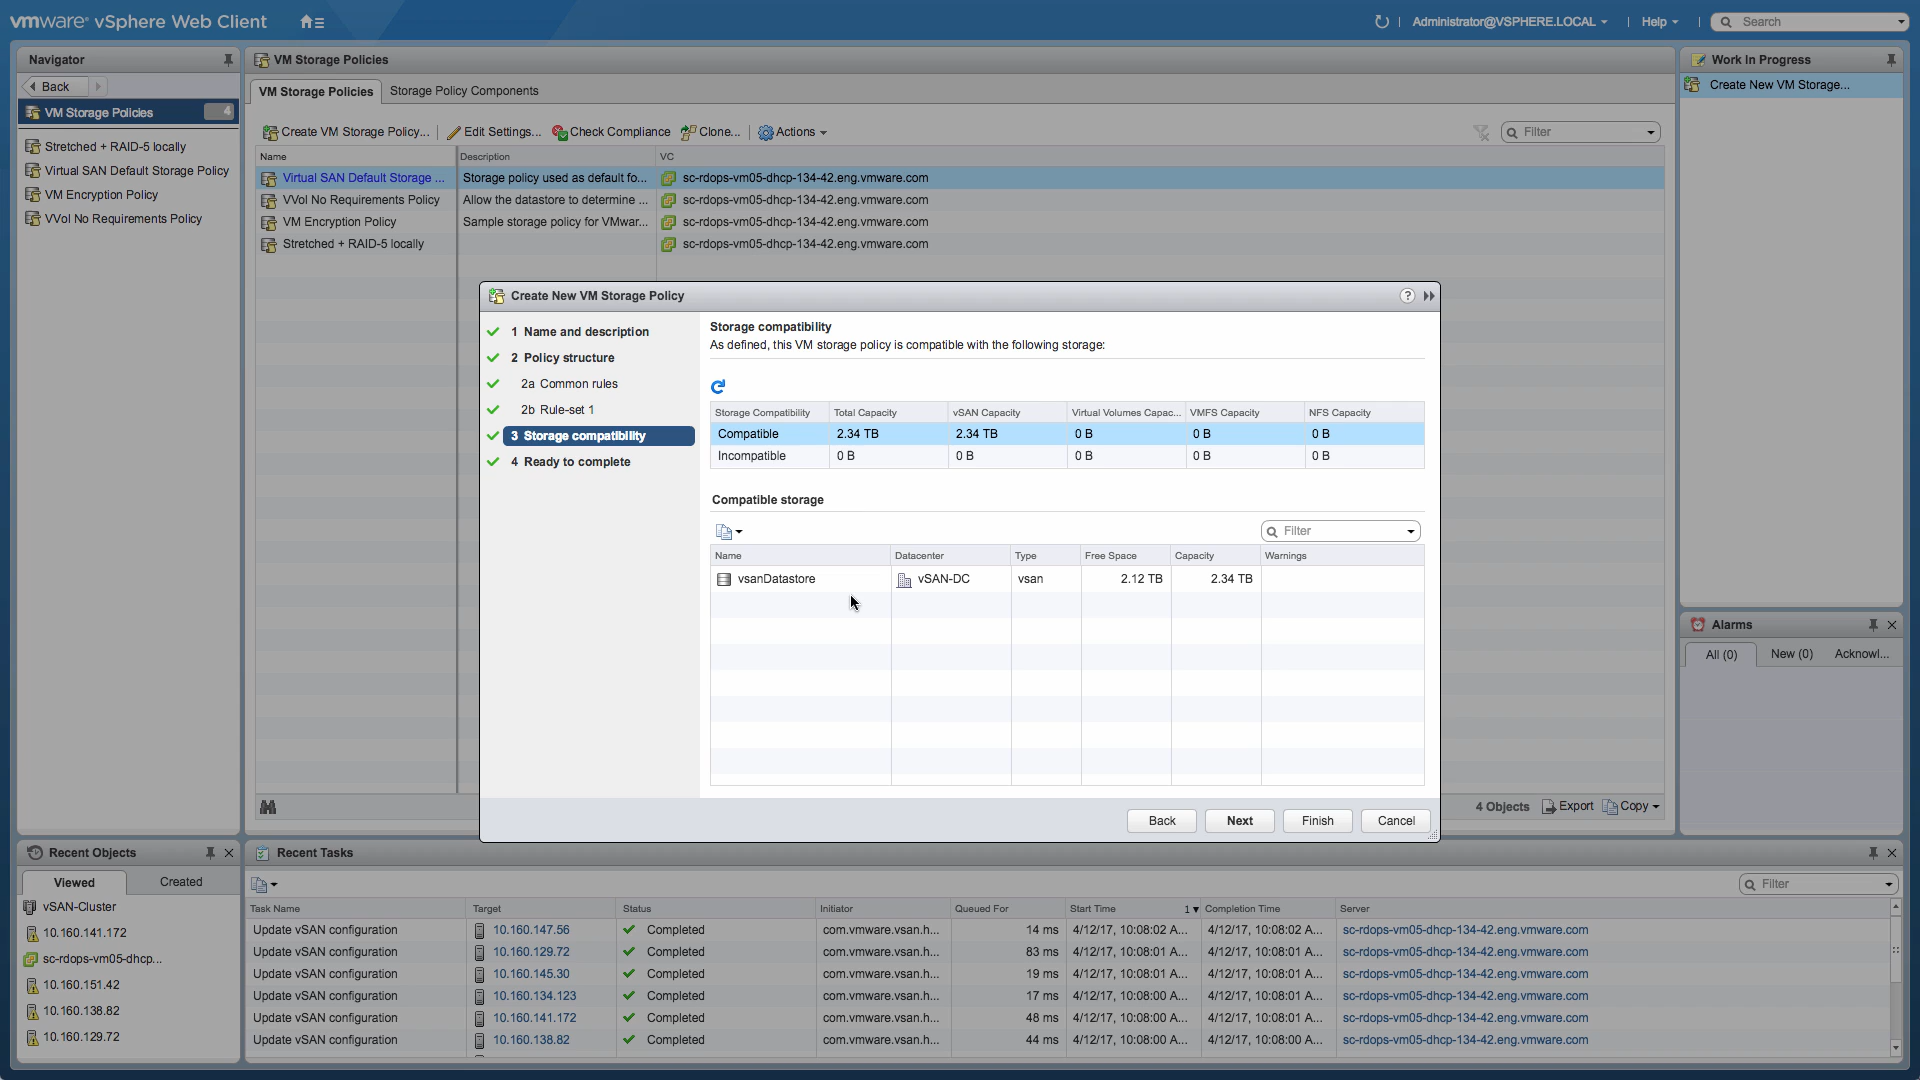 vmware® vSphere Web Client
Administrator@VSPHERE.LOCAL
Help
Search
Navigator
Back
VM Storage Policies
4
Stretched + RAID-5 locally
Virtual SAN Default Storage Policy
VM Encryption Policy
VVol No Requirements Policy
VM Storage Policies
VM Storage Policies
Storage Policy Components
Create VM Storage Policy...
Edit Settings...
Check Compliance
Clone...
Actions
Filter
Name
Description
VC
Virtual SAN Default Storage ... Storage policy used as default fo... sc-rdops-vm05-dhcp-134-42.eng.vmware.com
VVol No Requirements Policy Allow the datastore to determine ... sc-rdops-vm05-dhcp-134-42.eng.vmware.com
VM Encryption Policy Sample storage policy for VMwar... sc-rdops-vm05-dhcp-134-42.eng.vmware.com
Stretched + RAID-5 locally sc-rdops-vm05-dhcp-134-42.eng.vmware.com
4 Objects
Export
Copy
Create New VM Storage Policy
?
1 Name and description
2 Policy structure
2a Common rules
2b Rule-set 1
3 Storage compatibility
4 Ready to complete
Storage compatibility
As defined, this VM storage policy is compatible with the following storage:
Storage Compatibility Total Capacity vSAN Capacity Virtual Volumes Capac... VMFS Capacity NFS Capacity
Compatible 2.34 TB 2.34 TB 0 B 0 B 0 B
Incompatible 0 B 0 B 0 B 0 B 0 B
Compatible storage
Filter
Name Datacenter Type Free Space Capacity Warnings
vsanDatastore vSAN-DC vsan 2.12 TB 2.34 TB
Back
Next
Finish
Cancel
Work In Progress
Create New VM Storage...
Alarms
All (0)
New (0)
Acknowl...
Recent Objects
Viewed
Created
vSAN-Cluster
10.160.141.172
sc-rdops-vm05-dhcp...
10.160.151.42
10.160.138.82
10.160.129.72
Recent Tasks
Filter
Task Name Target Status Initiator Queued For Start Time 1 Completion Time Server
Update vSAN configuration 10.160.147.56 Completed com.vmware.vsan.h... 14 ms 4/12/17, 10:08:02 A... 4/12/17, 10:08:02 A... sc-rdops-vm05-dhcp-134-42.eng.vmware.com
Update vSAN configuration 10.160.129.72 Completed com.vmware.vsan.h... 83 ms 4/12/17, 10:08:01 A... 4/12/17, 10:08:01 A... sc-rdops-vm05-dhcp-134-42.eng.vmware.com
Update vSAN configuration 10.160.145.30 Completed com.vmware.vsan.h... 19 ms 4/12/17, 10:08:01 A... 4/12/17, 10:08:01 A... sc-rdops-vm05-dhcp-134-42.eng.vmware.com
Update vSAN configuration 10.160.134.123 Completed com.vmware.vsan.h... 17 ms 4/12/17, 10:08:00 A... 4/12/17, 10:08:01 A... sc-rdops-vm05-dhcp-134-42.eng.vmware.com
Update vSAN configuration 10.160.141.172 Completed com.vmware.vsan.h... 48 ms 4/12/17, 10:08:00 A... 4/12/17, 10:08:01 A... sc-rdops-vm05-dhcp-134-42.eng.vmware.com
Update vSAN configuration 10.160.138.82 Completed com.vmware.vsan.h... 44 ms 4/12/17, 10:08:00 A... 4/12/17, 10:08:00 A... sc-rdops-vm05-dhcp-134-42.eng.vmware.com